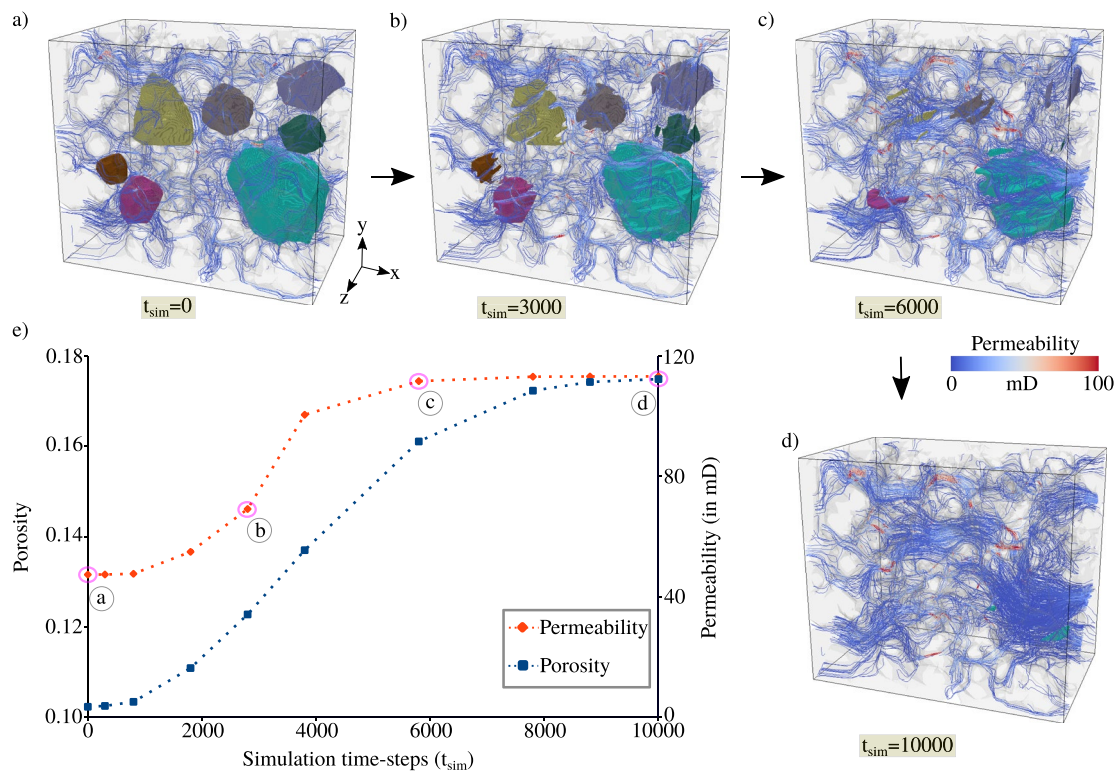 a)
b)
c)
y
x
z
t_sim=0
t_sim=3000
t_sim=6000
e)
Permeability
0 mD 100
d)
0.18
0.16
0.14
0.12
0.10
Porosity
120
80
40
0
Permeability (in mD)
a
b
c
d
Permeability
Porosity
0 2000 4000 6000 8000 10000
Simulation time-steps (t_sim)
t_sim=10000